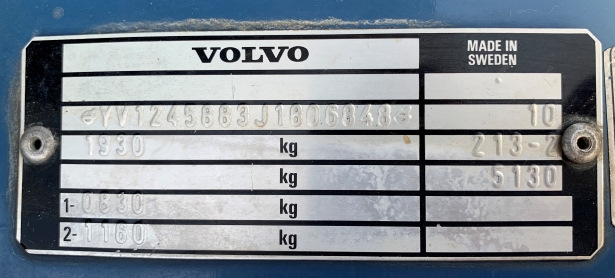 VOLVO MADE IN
SWEDEN
YV1245883J1806848 10
1930 kg 213-2
kg 5130
1- 0830 kg
2- 1160 kg